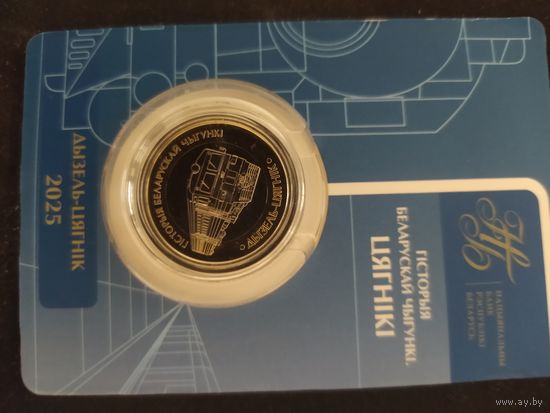 НАЦЫЯНАЛЬНЫ
БАНК
РЭСПУБЛІКІ
БЕЛАРУСЬ
ГІСТОРЫЯ
БЕЛАРУСКАЙ ЧЫГУНКІ.
ЦЯГНІКІ
ГІСТОРЫЯ БЕЛАРУСКАЙ ЧЫГУНКІ
ДЫЗЕЛЬ-ЦЯГНІК
ДЫЗЕЛЬ-ЦЯГНІК
2025
www.ay.by